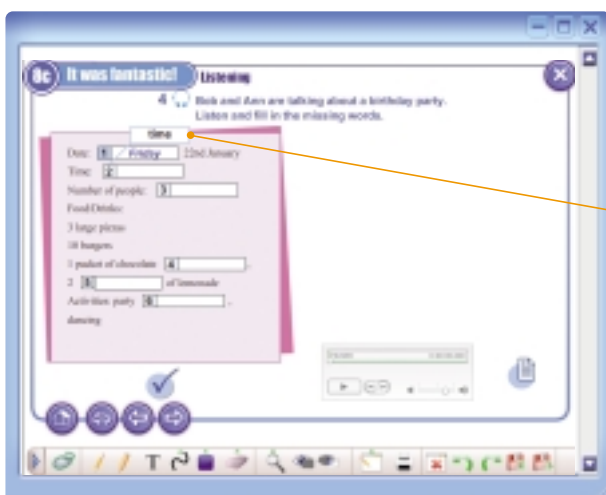 8c It was fantastic! Listening
4 Bob and Ann are talking about a birthday party.
Listen and fill in the missing words.
time
Date: 1 / Friday 22nd January
Time: 2
Number of people: 3
Food/Drinks:
3 large pizzas
10 burgers
1 packet of chocolate 4 .
2 5 of lemonade
Activities party 6 ,
dancing
T